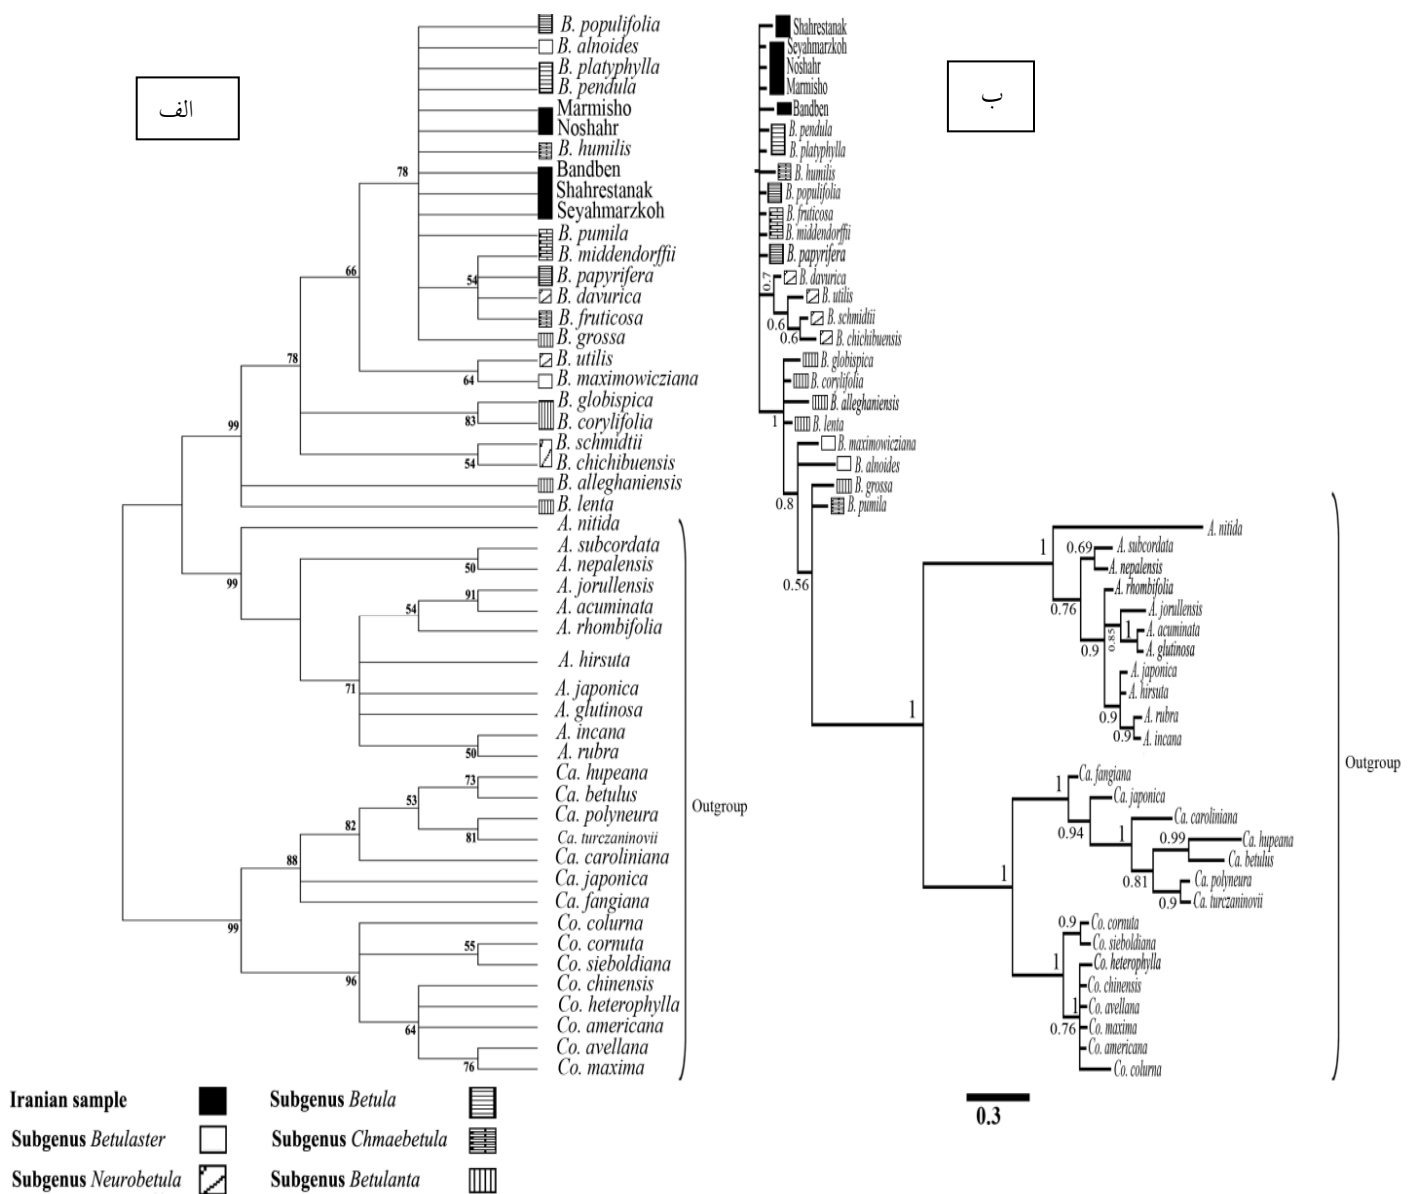 الف
B. populifolia
B. alnoides
B. platyphylla
B. pendula
Marmisho
Noshahr
B. humilis
Bandben
Shahrestanak
Seyahmarzkoh
B. pumila
B. middendorffii
B. papyrifera
B. davurica
B. fruticosa
B. grossa
B. utilis
B. maximowicziana
B. globispica
B. corylifolia
B. schmidtii
B. chichibuensis
B. alleghaniensis
B. lenta
A. nitida
A. subcordata
A. nepalensis
A. jorullensis
A. acuminata
A. rhombifolia
A. hirsuta
A. japonica
A. glutinosa
A. incana
A. rubra
Ca. hupeana
Ca. betulus
Ca. polyneura
Ca. turczaninovii
Ca. caroliniana
Ca. japonica
Ca. fangiana
Co. colurna
Co. cornuta
Co. sieboldiana
Co. chinensis
Co. heterophylla
Co. americana
Co. avellana
Co. maxima
78
66
54
78
64
99
83
54
99
50
91
54
71
50
73
53
82
81
88
99
55
96
64
76
Outgroup
ب
Shahrestanak
Seyahmarzkoh
Noshahr
Marmisho
Bandben
B. pendula
B. platyphylla
B. humilis
B. populifolia
B. fruticosa
B. middendorffii
B. papyrifera
B. davurica
B. utilis
B. schmidtii
B. chichibuensis
B. globispica
B. corylifolia
B. alleghaniensis
B. lenta
B. maximowicziana
B. alnoides
B. grossa
B. pumila
A. nitida
A. subcordata
A. nepalensis
A. rhombifolia
A. jorullensis
A. acuminata
A. glutinosa
A. japonica
A. hirsuta
A. rubra
A. incana
Ca. fangiana
Ca. japonica
Ca. caroliniana
Ca. hupeana
Ca. betulus
Ca. polyneura
Ca. turczaninovii
Co. cornuta
Co. sieboldiana
Co. heterophylla
Co. chinensis
Co. avellana
Co. maxima
Co. americana
Co. colurna
0.7
0.6
0.6
1
0.8
0.56
1
1
0.69
0.76
0.9
0.85
1
0.9
0.9
1
1
0.94
1
0.99
0.81
0.9
0.9
1
1
0.76
Outgroup
0.3
Iranian sample
Subgenus Betula
Subgenus Betulaster
Subgenus Chmaebetula
Subgenus Neurobetula
Subgenus Betulanta